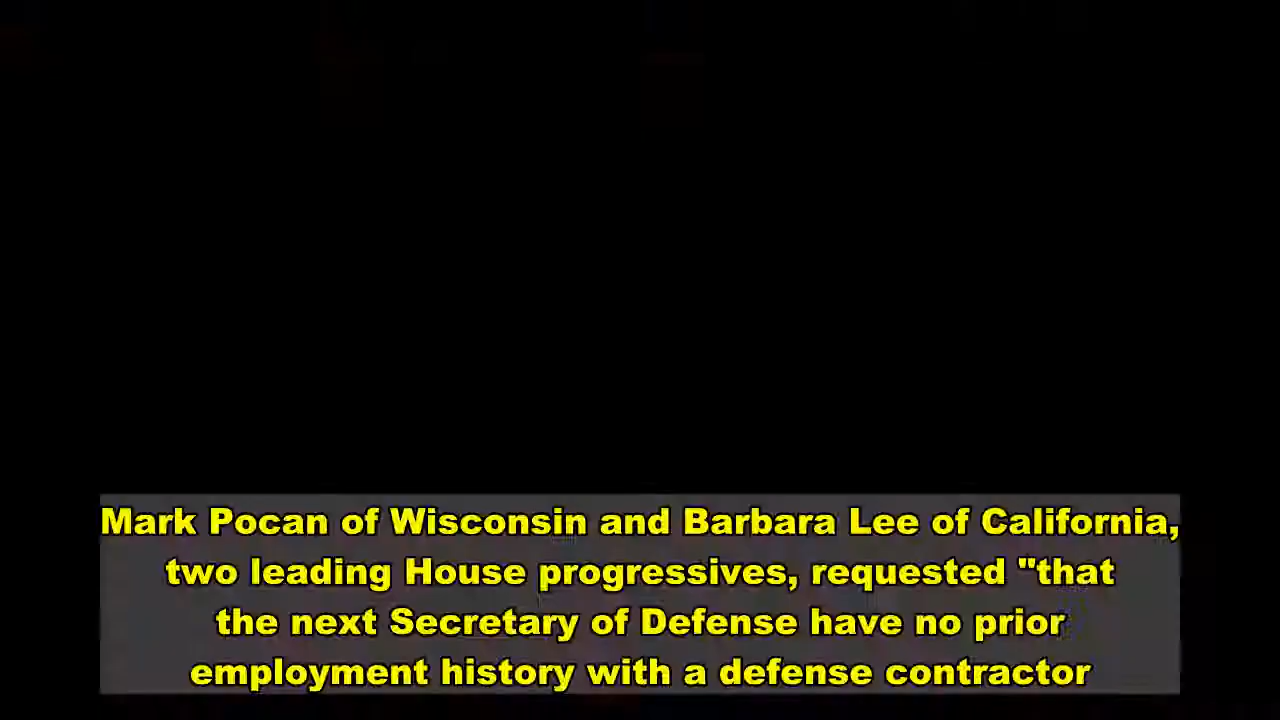 Mark Pocan of Wisconsin and Barbara Lee of California,
two leading House progressives, requested "that
the next Secretary of Defense have no prior
employment history with a defense contractor